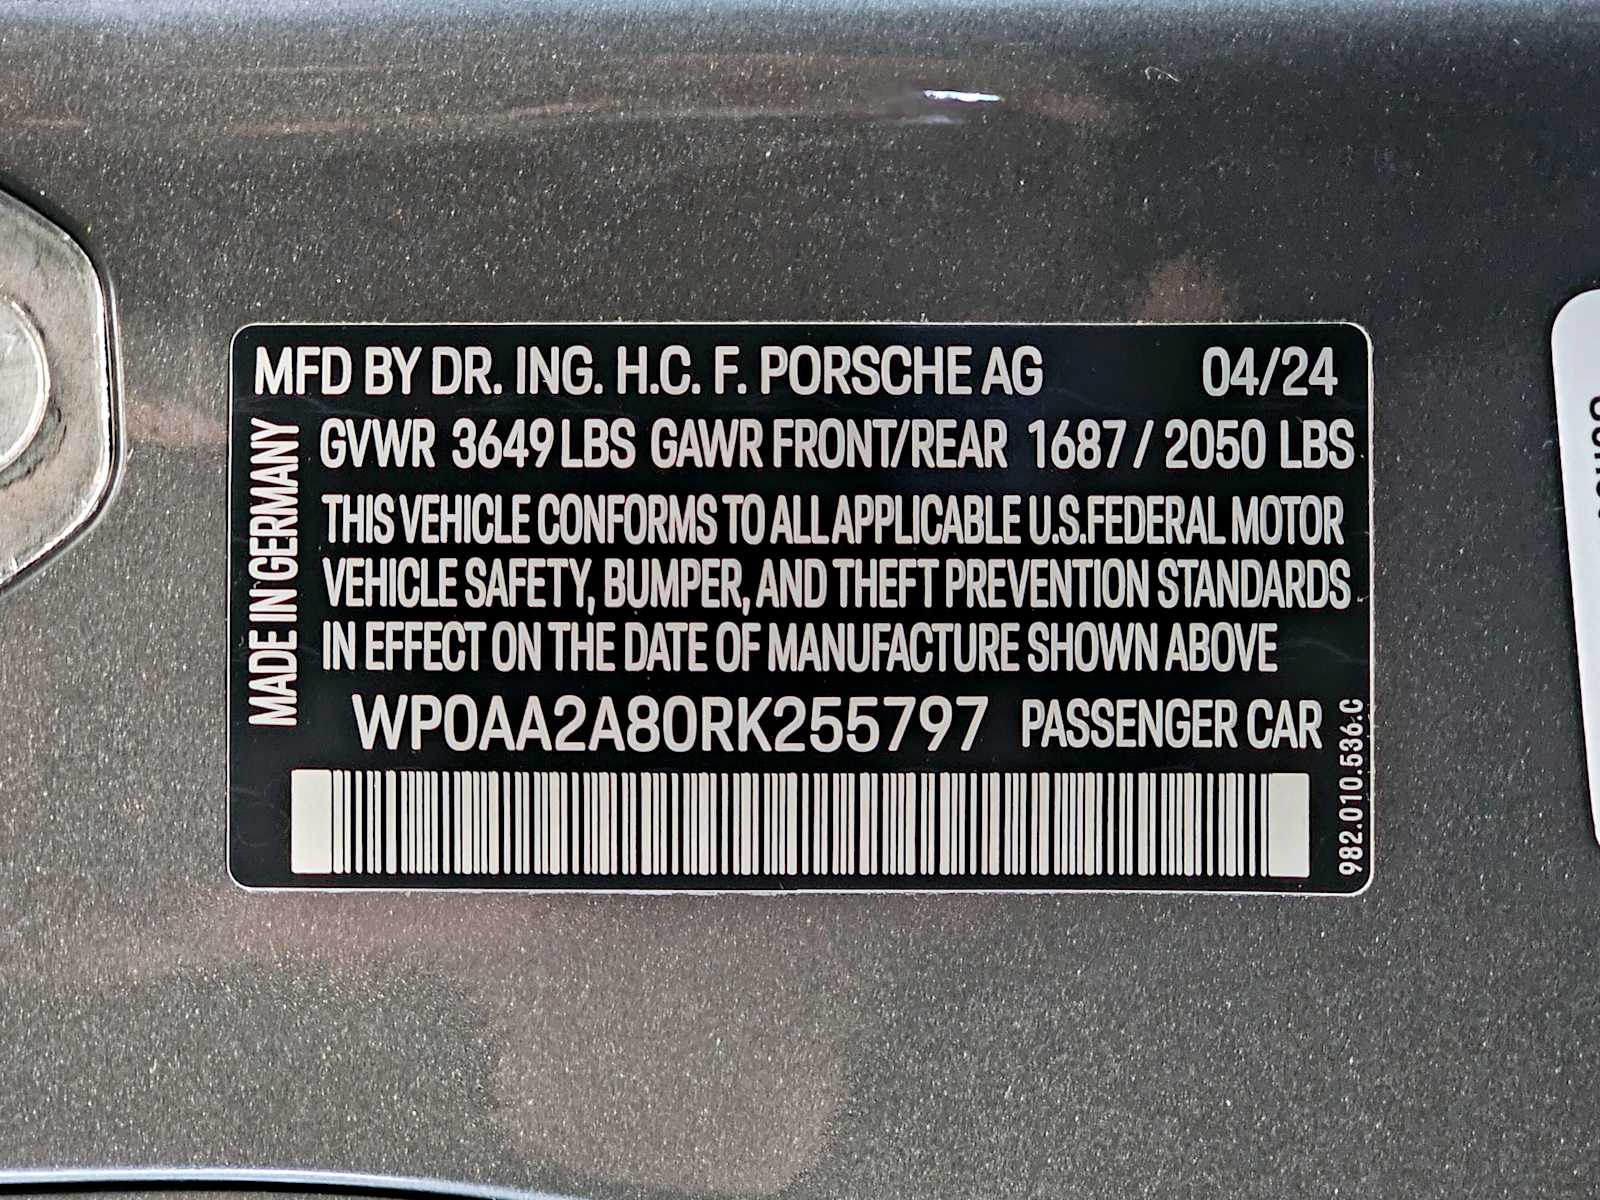 MFD BY DR. ING. H.C. F. PORSCHE AG 04/24
GVWR 3649 LBS GAWR FRONT/REAR 1687 / 2050 LBS
THIS VEHICLE CONFORMS TO ALL APPLICABLE U.S.FEDERAL MOTOR
VEHICLE SAFETY, BUMPER, AND THEFT PREVENTION STANDARDS
IN EFFECT ON THE DATE OF MANUFACTURE SHOWN ABOVE
WP0AA2A80RK255797 PASSENGER CAR
MADE IN GERMANY
982.010.536.C